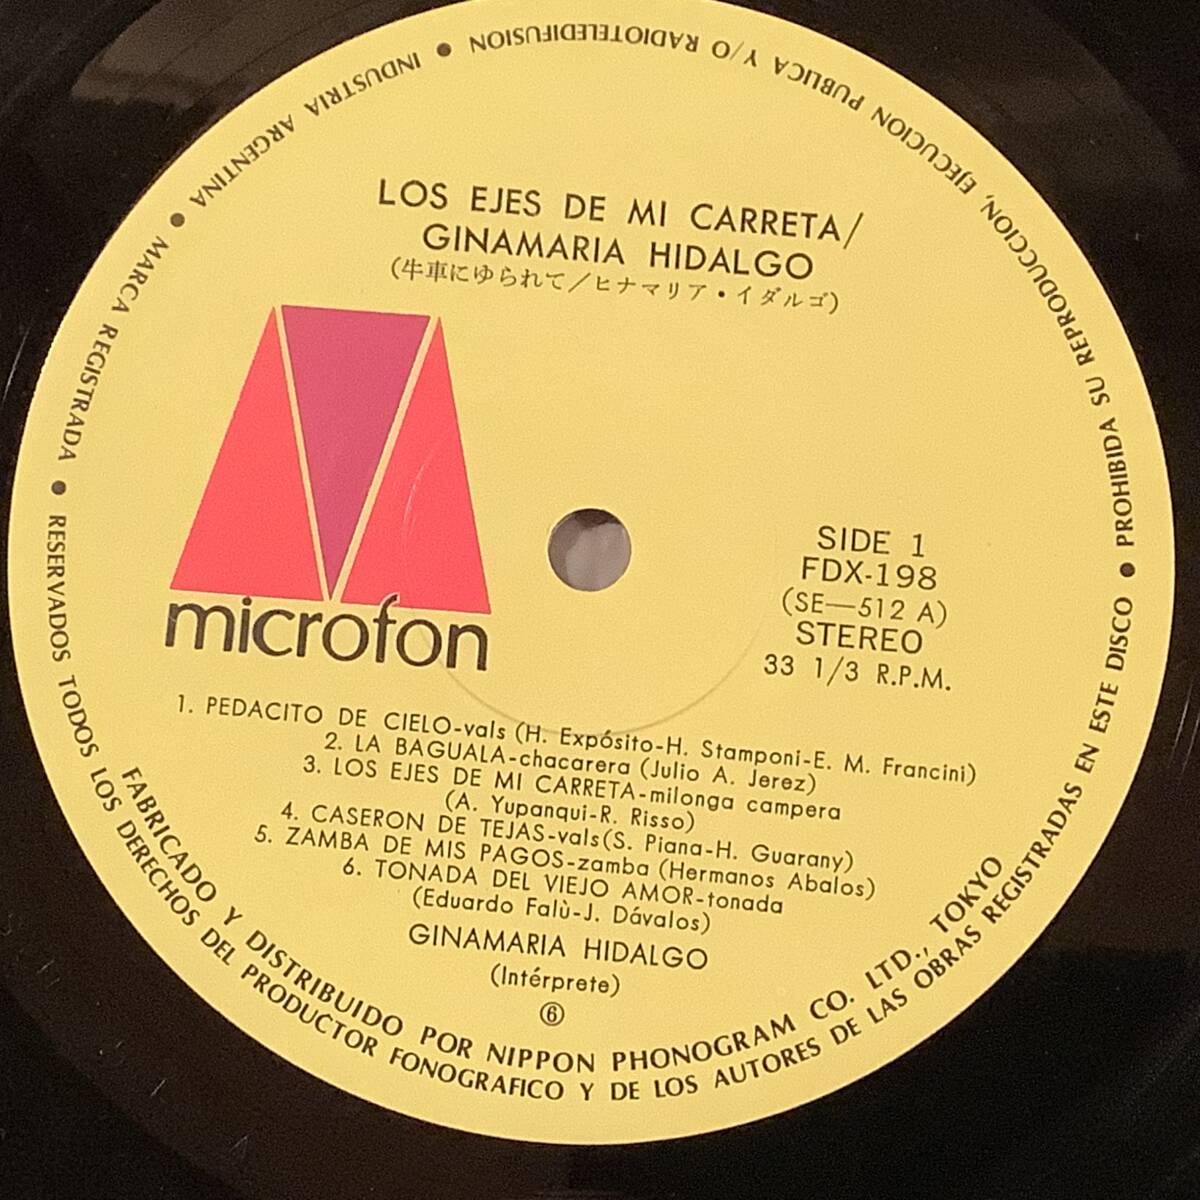 LOS EJES DE MI CARRETA/
GINAMARIA HIDALGO
(牛車にゆられて/ヒナマリア・イダルゴ)
microfon
SIDE 1
FDX-198
(SE—512 A)
STEREO
33 1/3 R.P.M.
1. PEDACITO DE CIELO-vals (H. Expósito-H. Stamponi-E. M. Francini)
2. LA BAGUALA-chacarera (Julio A. Jerez)
3. LOS EJES DE MI CARRETA-milonga campera
(A. Yupanqui-R. Risso)
4. CASERON DE TEJAS-vals(S. Piana-H. Guarany)
5. ZAMBA DE MIS PAGOS-zamba (Hermanos Abalos)
6. TONADA DEL VIEJO AMOR-tonada
(Eduardo Falù-J. Dávalos)
GINAMARIA HIDALGO
(Intérprete)
⑥
FABRICADO Y DISTRIBUIDO POR NIPPON PHONOGRAM CO. LTD., TOKYO
RESERVADOS TODOS LOS DERECHOS DEL PRODUCTOR FONOGRAFICO Y DE LOS AUTORES DE LAS OBRAS REGISTRADAS EN ESTE DISCO • PROHIBIDA SU REPRODUCCION, EJECUCION PUBLICA Y/O RADIOTELEDIFUSION • INDUSTRIA ARGENTINA • MARCA REGISTRADA •